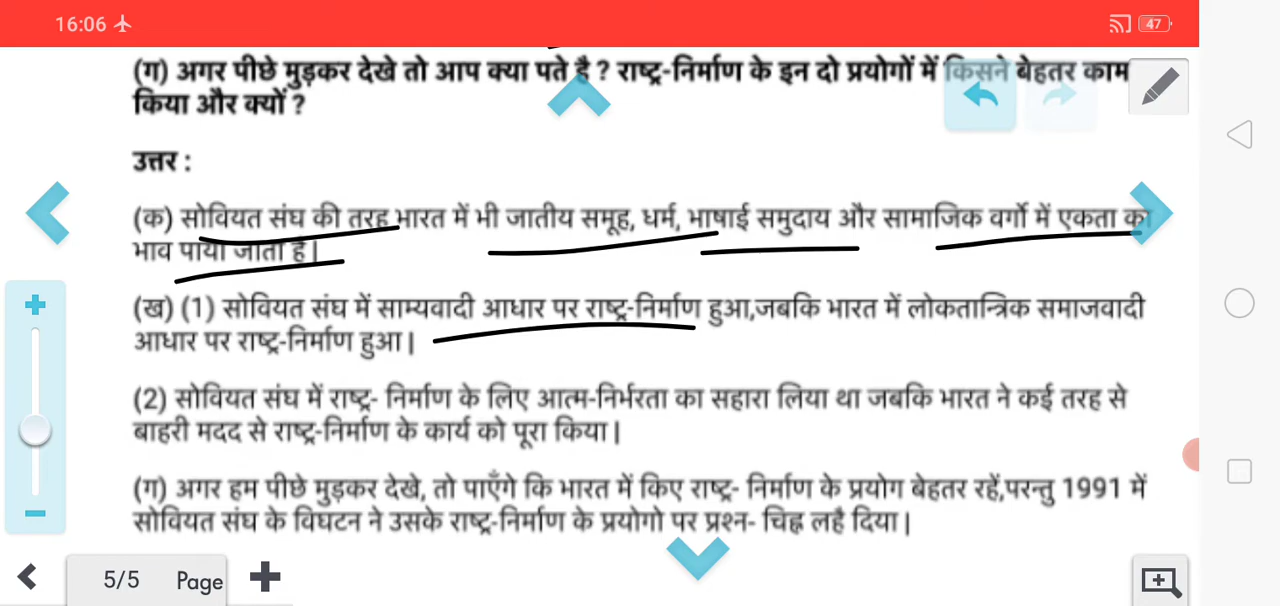 16:06
47
(ग) अगर पीछे मुड़कर देखे तो आप क्या पते है ? राष्ट्र-निर्माण के इन दो प्रयोगों में किसने बेहतर काम
किया और क्यों ?
उत्तर :
(क) सोवियत संघ की तरह भारत में भी जातीय समूह, धर्म, भाषाई समुदाय और सामाजिक वर्गो में एकता का
भाव पाया जाता है|
(ख) (1) सोवियत संघ में साम्यवादी आधार पर राष्ट्र-निर्माण हुआ,जबकि भारत में लोकतान्त्रिक समाजवादी
आधार पर राष्ट्र-निर्माण हुआ|
(2) सोवियत संघ में राष्ट्र- निर्माण के लिए आत्म-निर्भरता का सहारा लिया था जबकि भारत ने कई तरह से
बाहरी मदद से राष्ट्र-निर्माण के कार्य को पूरा किया|
(ग) अगर हम पीछे मुड़कर देखे, तो पाएँगे कि भारत में किए राष्ट्र- निर्माण के प्रयोग बेहतर रहें,परन्तु 1991 में
सोवियत संघ के विघटन ने उसके राष्ट्र-निर्माण के प्रयोगो पर प्रश्न- चिह्न लहै दिया|
5/5 Page